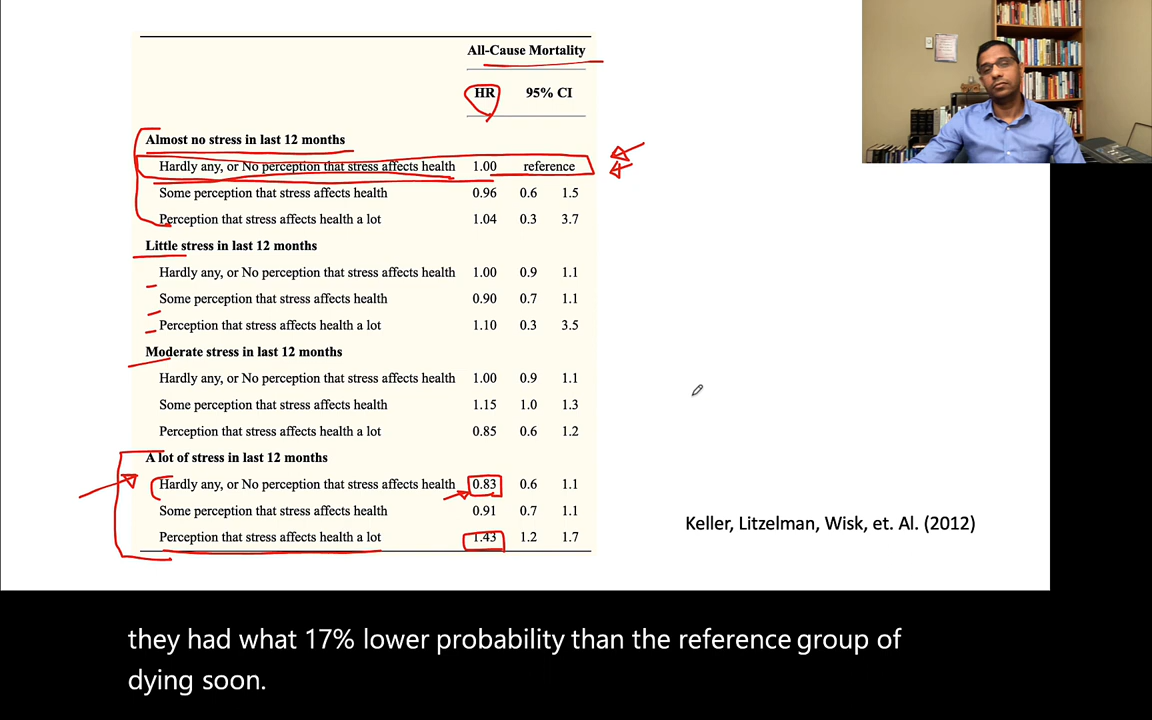 All-Cause Mortality
HR 95% CI
Almost no stress in last 12 months
Hardly any, or No perception that stress affects health 1.00 reference
Some perception that stress affects health 0.96 0.6 1.5
Perception that stress affects health a lot 1.04 0.3 3.7
Little stress in last 12 months
Hardly any, or No perception that stress affects health 1.00 0.9 1.1
Some perception that stress affects health 0.90 0.7 1.1
Perception that stress affects health a lot 1.10 0.3 3.5
Moderate stress in last 12 months
Hardly any, or No perception that stress affects health 1.00 0.9 1.1
Some perception that stress affects health 1.15 1.0 1.3
Perception that stress affects health a lot 0.85 0.6 1.2
A lot of stress in last 12 months
Hardly any, or No perception that stress affects health 0.83 0.6 1.1
Some perception that stress affects health 0.91 0.7 1.1
Perception that stress affects health a lot 1.43 1.2 1.7
Keller, Litzelman, Wisk, et. Al. (2012)
they had what 17% lower probability than the reference group of
dying soon.